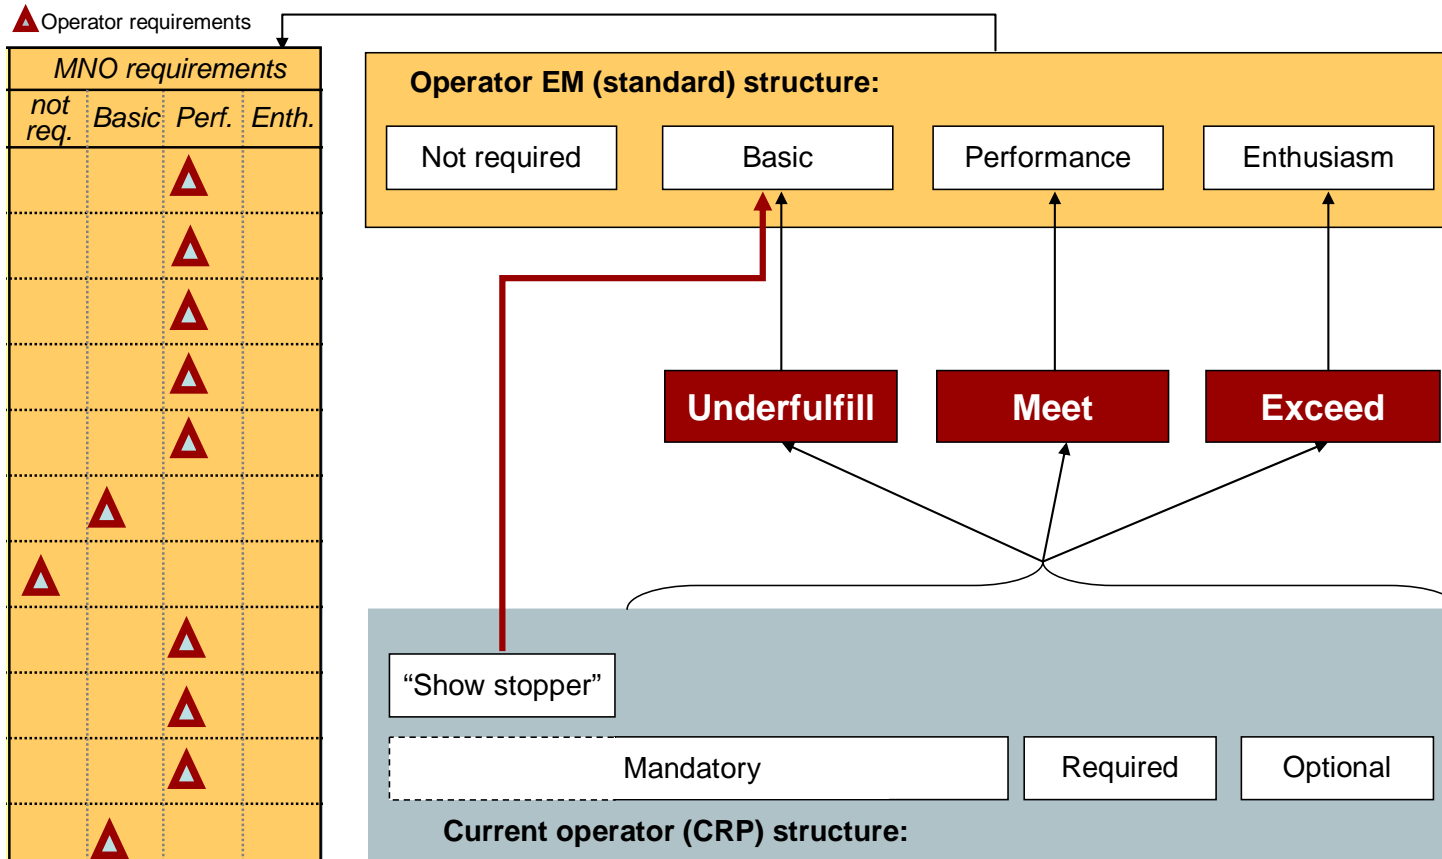 Operator requirements
MNO requirements
not
req.
Basic
Perf.
Enth.
Operator EM (standard) structure:
Not required
Basic
Performance
Enthusiasm
Underfulfill
Meet
Exceed
“Show stopper”
Mandatory
Required
Optional
Current operator (CRP) structure: